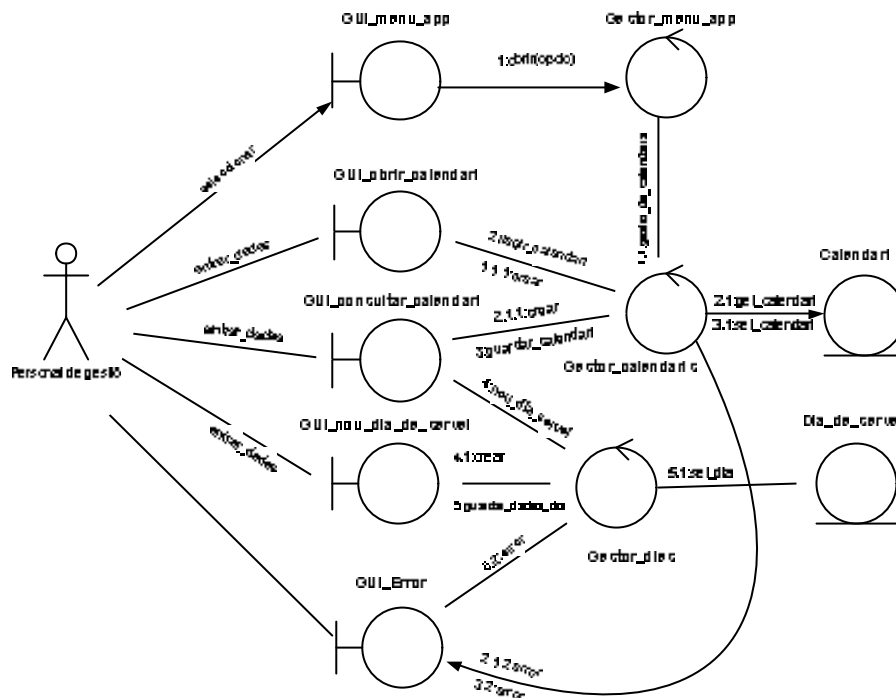 GUI_menu_app
Gestor_menu_app
1:obrir(opcio)
seleccionar
1.1:gestio_de_calendaris
GUI_obrir_calendari
entrar_dades
2:obrir_calendari
1.1.1:crear
Calendari
GUI_consultar_calendari
2.1.1:crear
2.1:get_calendari
entrar_dades
3:guardar_calendari
3.1:set_calendari
Personal de gestió
Gestor_calendaris
4:nou_dia_servei
GUI_nou_dia_de_servei
Dia_de_servei
entrar_dades
4.1:crear
5.1:set_dia
5:guarda_dades_dia
5.2:error
Gestor_dies
GUI_Error
2.1.2:error
3.2:error